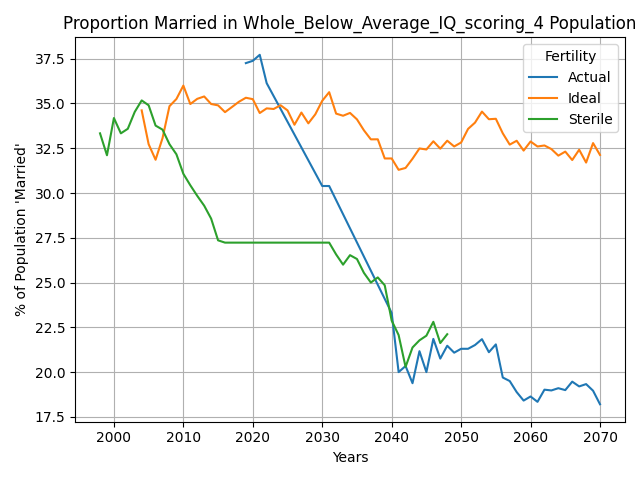 Proportion Married in Whole_Below_Average_IQ_scoring_4 Population
% of Population 'Married'
37.5
35.0
32.5
30.0
27.5
25.0
22.5
20.0
17.5
Fertility
Actual
Ideal
Sterile
2000 2010 2020 2030 2040 2050 2060 2070
Years